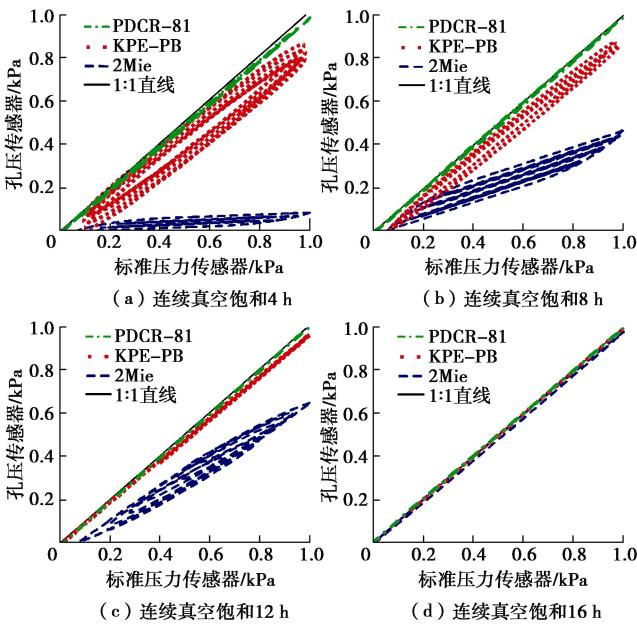 1.0
0.8
0.6
0.4
0.2
0
0.2
0.4
0.6
0.8
1.0
孔压传感器/kPa
PDCR-81
KPE-PB
2Mie
1:1直线
标准压力传感器/kPa
(a) 连续真空饱和4 h
1.0
0.8
0.6
0.4
0.2
0
0.2
0.4
0.6
0.8
1.0
孔压传感器/kPa
PDCR-81
KPE-PB
2Mie
1:1直线
标准压力传感器/kPa
(b) 连续真空饱和8 h
1.0
0.8
0.6
0.4
0.2
0
0.2
0.4
0.6
0.8
1.0
孔压传感器/kPa
PDCR-81
KPE-PB
2Mie
1:1直线
标准压力传感器/kPa
(c) 连续真空饱和12 h
1.0
0.8
0.6
0.4
0.2
0
0.2
0.4
0.6
0.8
1.0
孔压传感器/kPa
PDCR-81
KPE-PB
2Mie
1:1直线
标准压力传感器/kPa
(d) 连续真空饱和16 h